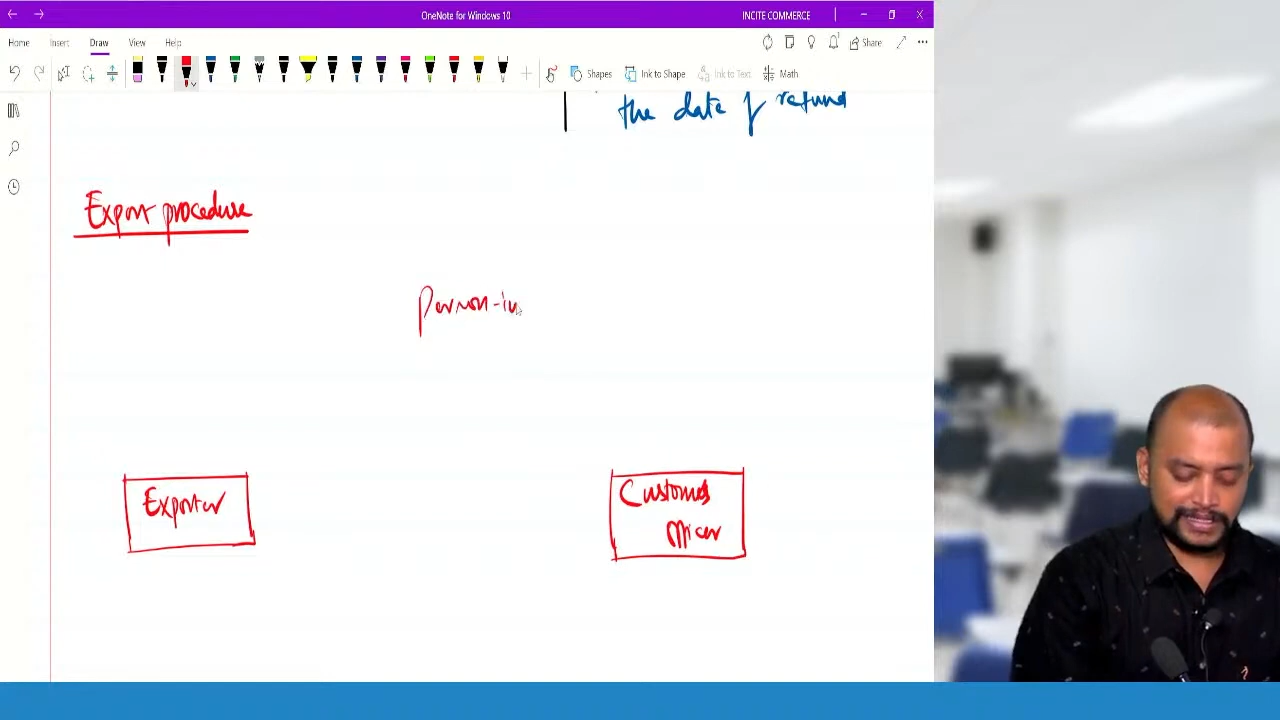 OneNote for Windows 10
INCITE COMMERCE
Home Insert Draw View Help
Share
Shapes Ink to Shape Ink to Text Math
the date of refund
Export procedure
Person-in
Exporter
Customs
officer